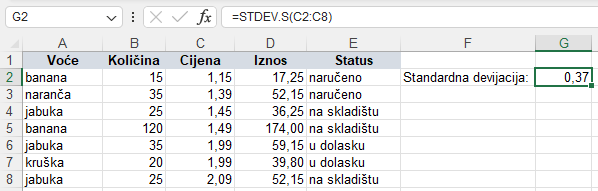 G2 fx =STDEV.S(C2:C8)
A B C D E F G
1 Voće Količina Cijena Iznos Status
2 banana 15 1,15 17,25 naručeno Standardna devijacija: 0,37
3 naranča 35 1,39 52,15 naručeno
4 jabuka 25 1,45 36,25 na skladištu
5 banana 120 1,49 174,00 na skladištu
6 jabuka 35 1,99 59,15 u dolasku
7 kruška 20 1,99 39,80 u dolasku
8 jabuka 25 2,09 52,15 na skladištu